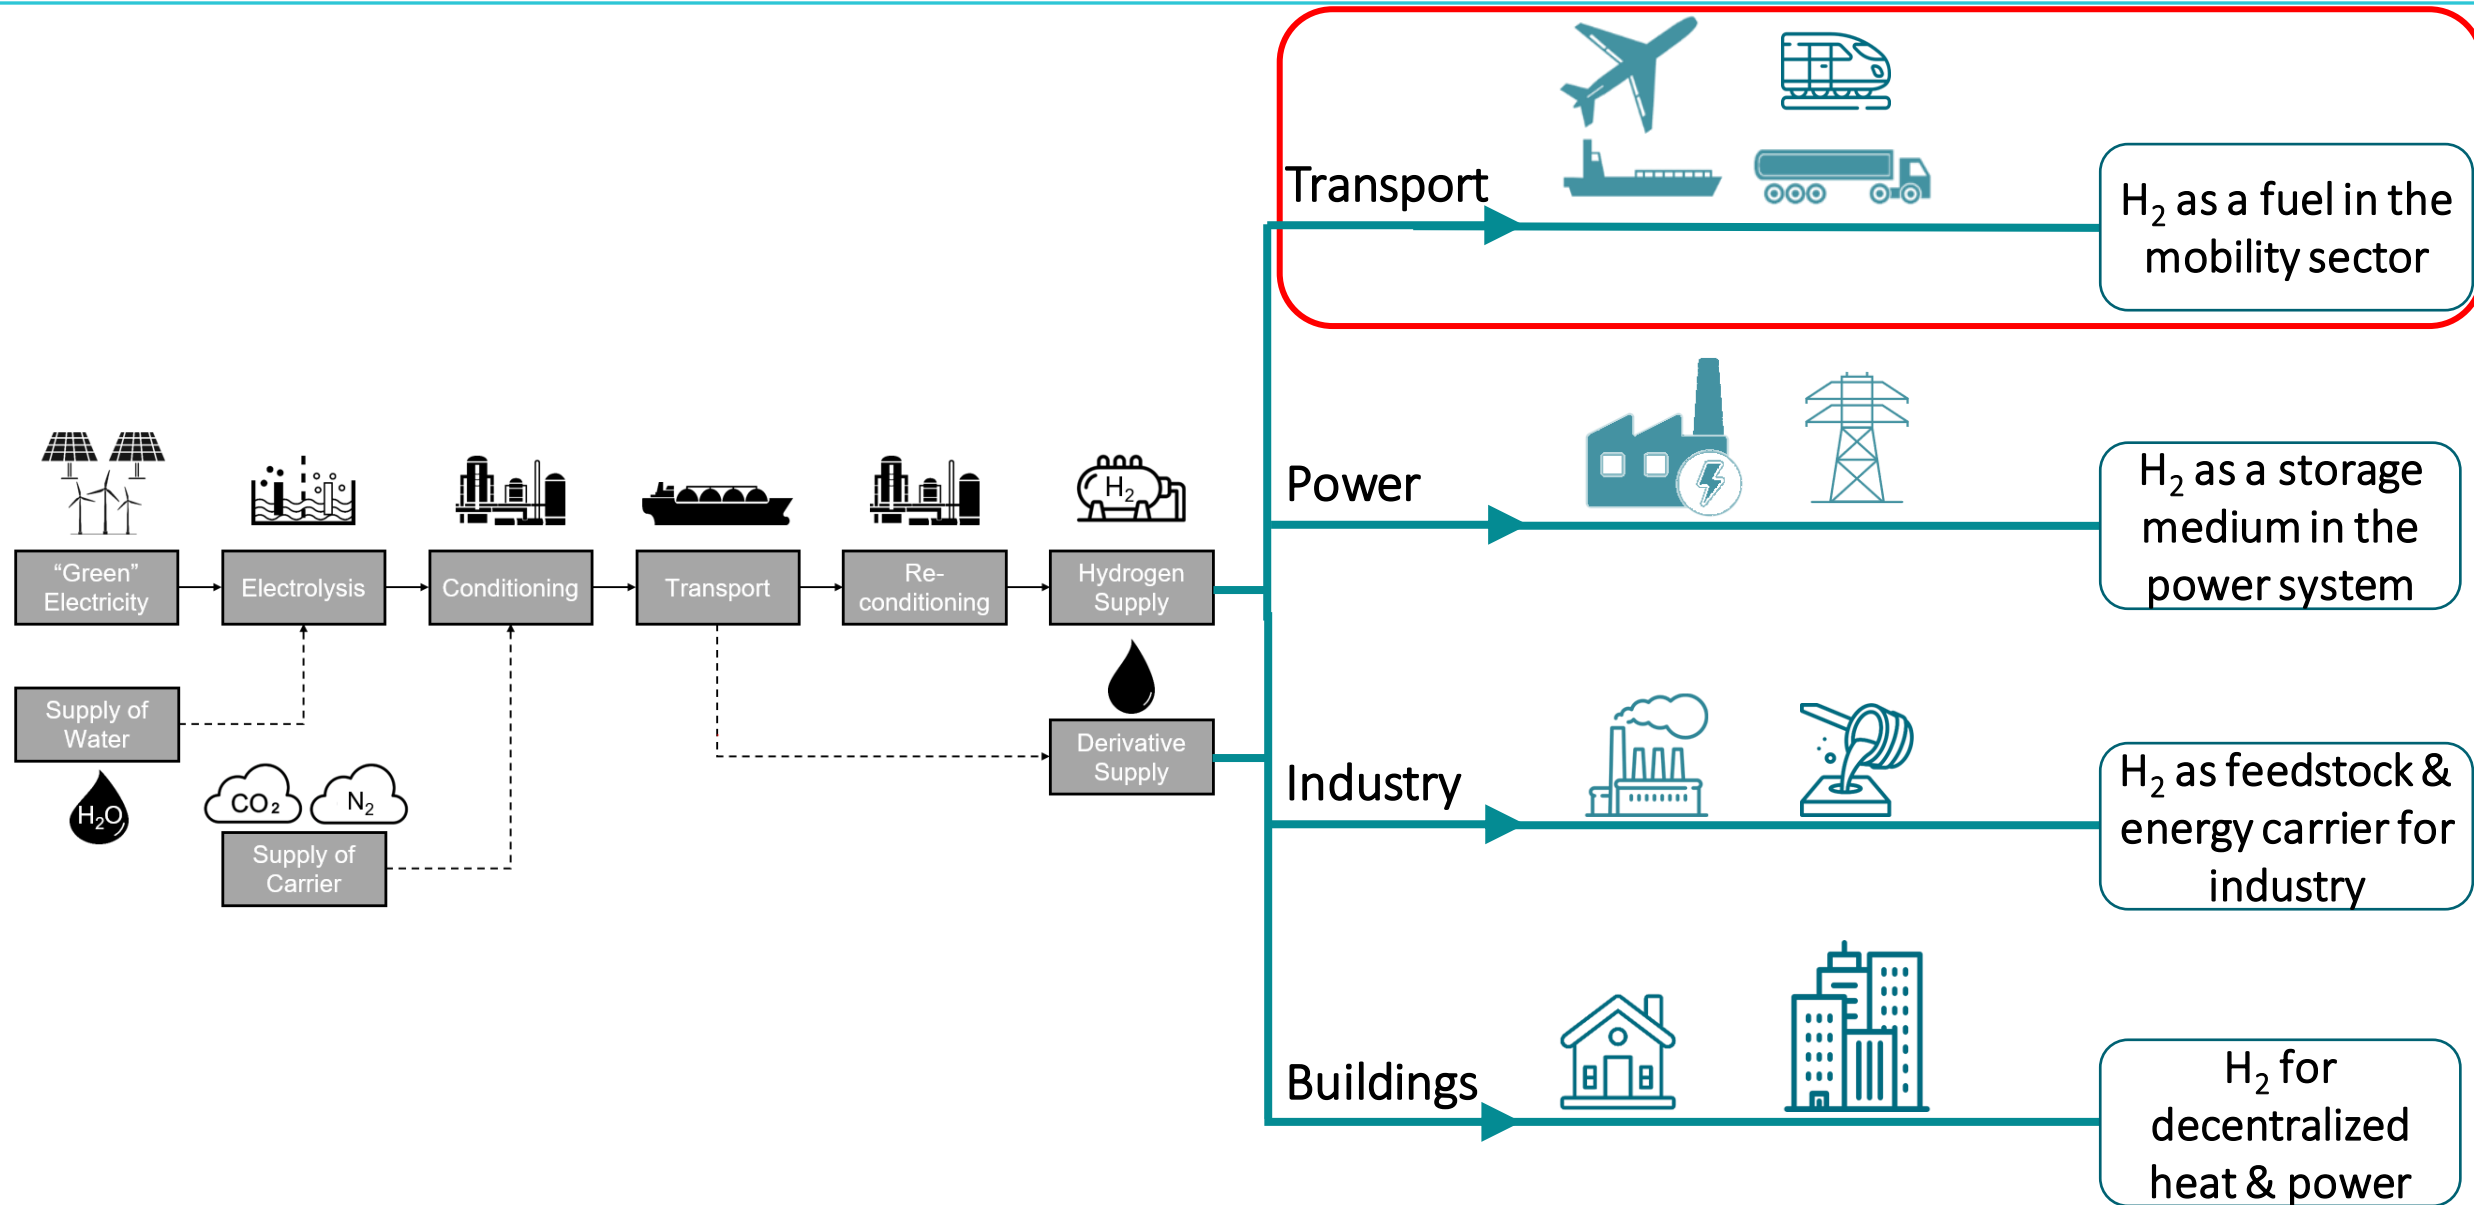 Transport
H₂ as a fuel in the
mobility sector
Power
H₂ as a storage
medium in the
power system
H₂
“Green”
Electricity
Electrolysis
Conditioning
Transport
Re-
conditioning
Hydrogen
Supply
Supply of
Water
H₂O
CO₂
N₂
Supply of
Carrier
Derivative
Supply
Industry
H₂ as feedstock &
energy carrier for
industry
Buildings
H₂ for
decentralized
heat & power